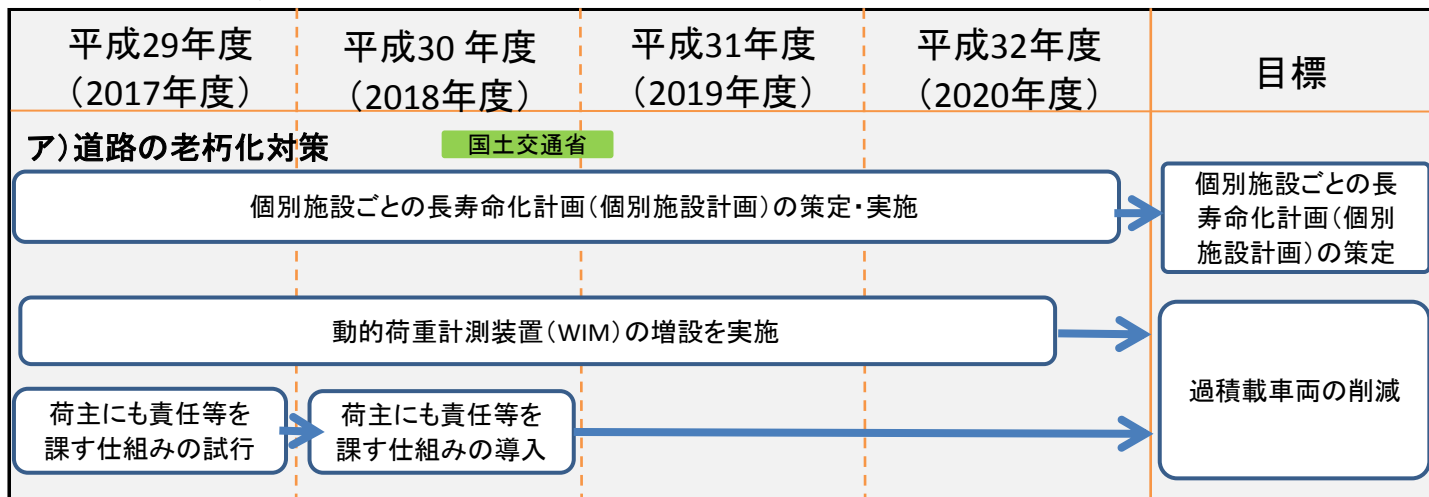 平成29年度
（2017年度）
平成30 年度
（2018年度）
平成31年度
（2019年度）
平成32年度
（2020年度）
目標
ア）道路の老朽化対策
国土交通省
個別施設ごとの長寿命化計画（個別施設計画）の策定・実施
個別施設ごとの長
寿命化計画（個別
施設計画）の策定
動的荷重計測装置（WIM）の増設を実施
過積載車両の削減
荷主にも責任等を
課す仕組みの試行
荷主にも責任等を
課す仕組みの導入